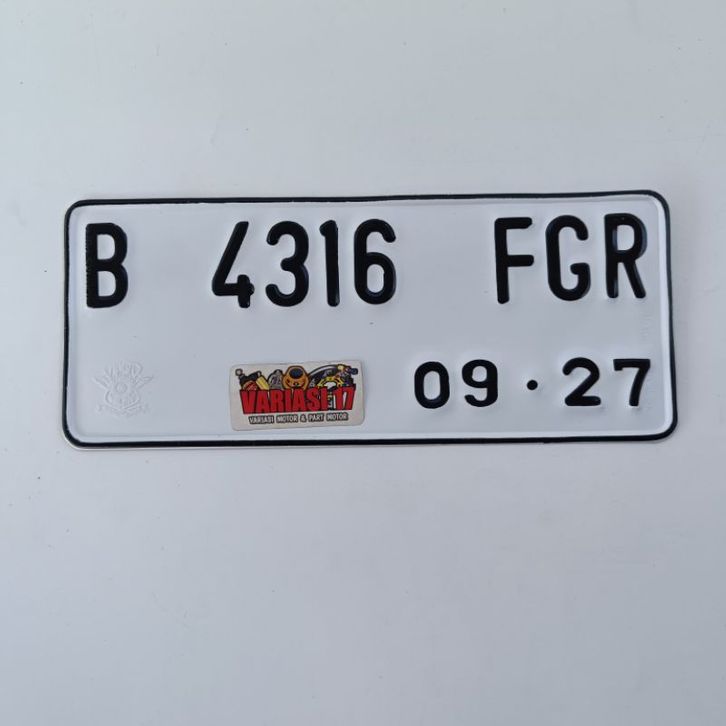 B 4316 FGR
09 · 27
VARIASI 17
VARIASI MOTOR & PART MOTOR